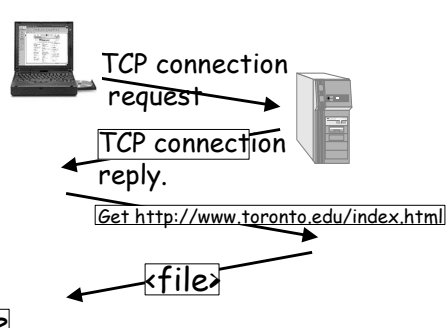 TCP connection
request
TCP connection
reply.
Get http://www.toronto.edu/index.html
<file>